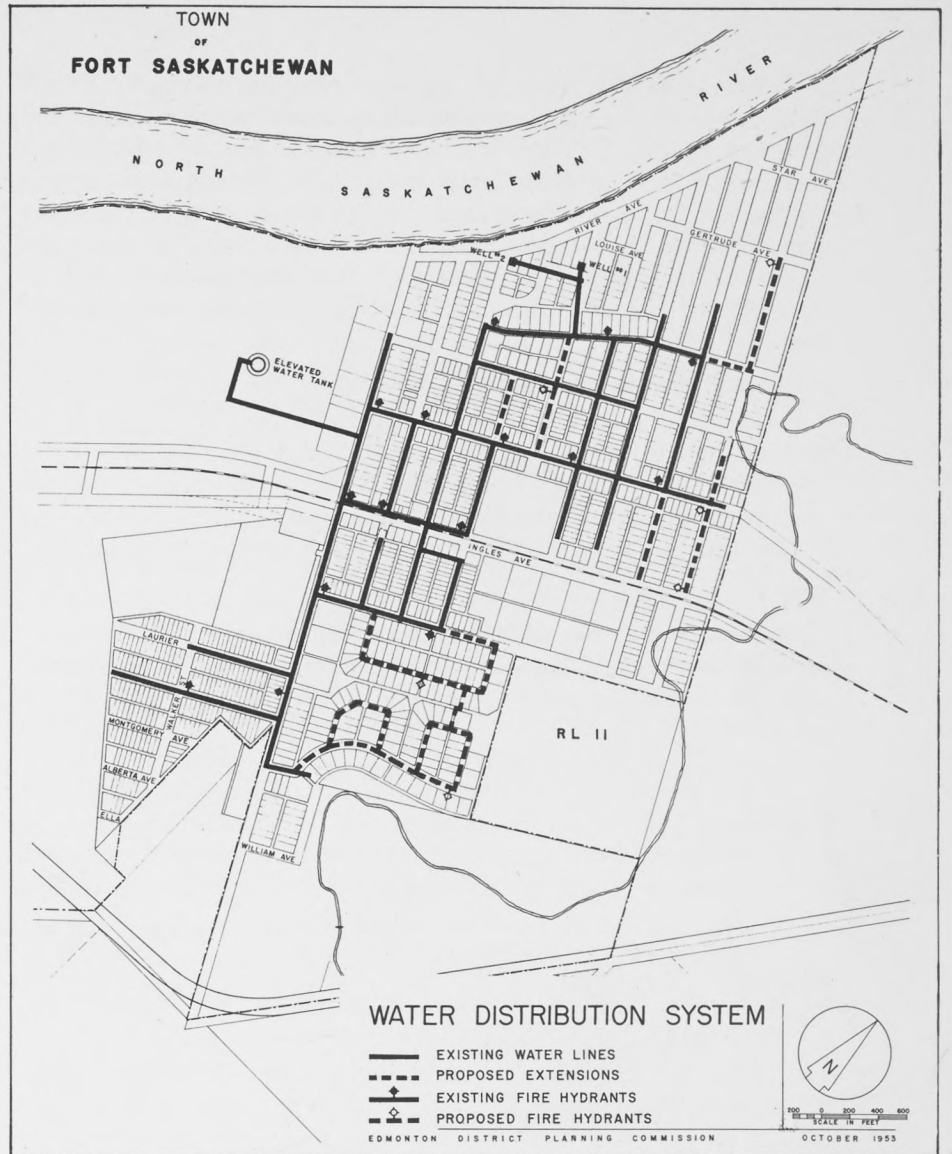 TOWN
OF
FORT SASKATCHEWAN
NORTH SASKATCHEWAN RIVER
STAR AVE
RIVER AVE
GERTRUDE AVE
LOUISE AVE
WELL #2
WELL #1
ELEVATED
WATER TANK
INGLES AVE
LAURIER
WALKER ST
MONTGOMERY AVE
ALBERTA AVE
ELLA
WILLIAM AVE
RL 11
WATER DISTRIBUTION SYSTEM
EXISTING WATER LINES
PROPOSED EXTENSIONS
EXISTING FIRE HYDRANTS
PROPOSED FIRE HYDRANTS
N
200 0 200 400 600
SCALE IN FEET
EDMONTON DISTRICT PLANNING COMMISSION
OCTOBER 1953